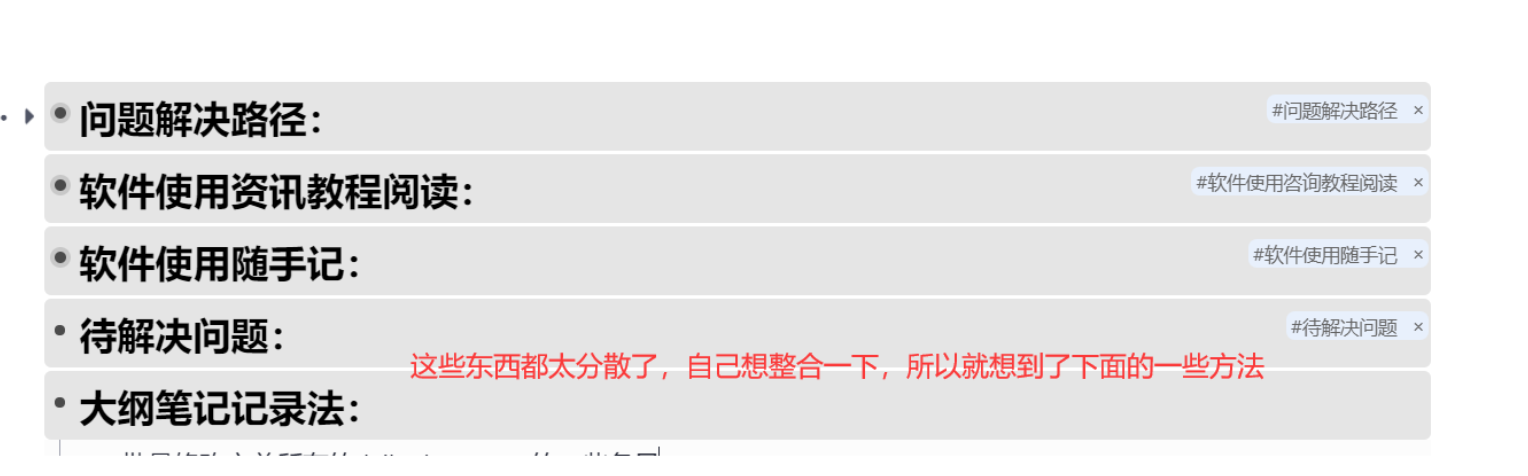 问题解决路径：
#问题解决路径 ×
软件使用资讯教程阅读：
#软件使用咨询教程阅读 ×
软件使用随手记：
#软件使用随手记 ×
待解决问题：
#待解决问题 ×
这些东西都太分散了，自己想整合一下，所以就想到了下面的一些方法
大纲笔记记录法：